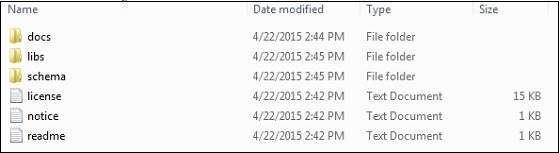 Name Date modified Type Size
docs 4/22/2015 2:44 PM File folder
libs 4/22/2015 2:45 PM File folder
schema 4/22/2015 2:45 PM File folder
license 4/22/2015 2:42 PM Text Document 15 KB
notice 4/22/2015 2:42 PM Text Document 1 KB
readme 4/22/2015 2:42 PM Text Document 1 KB